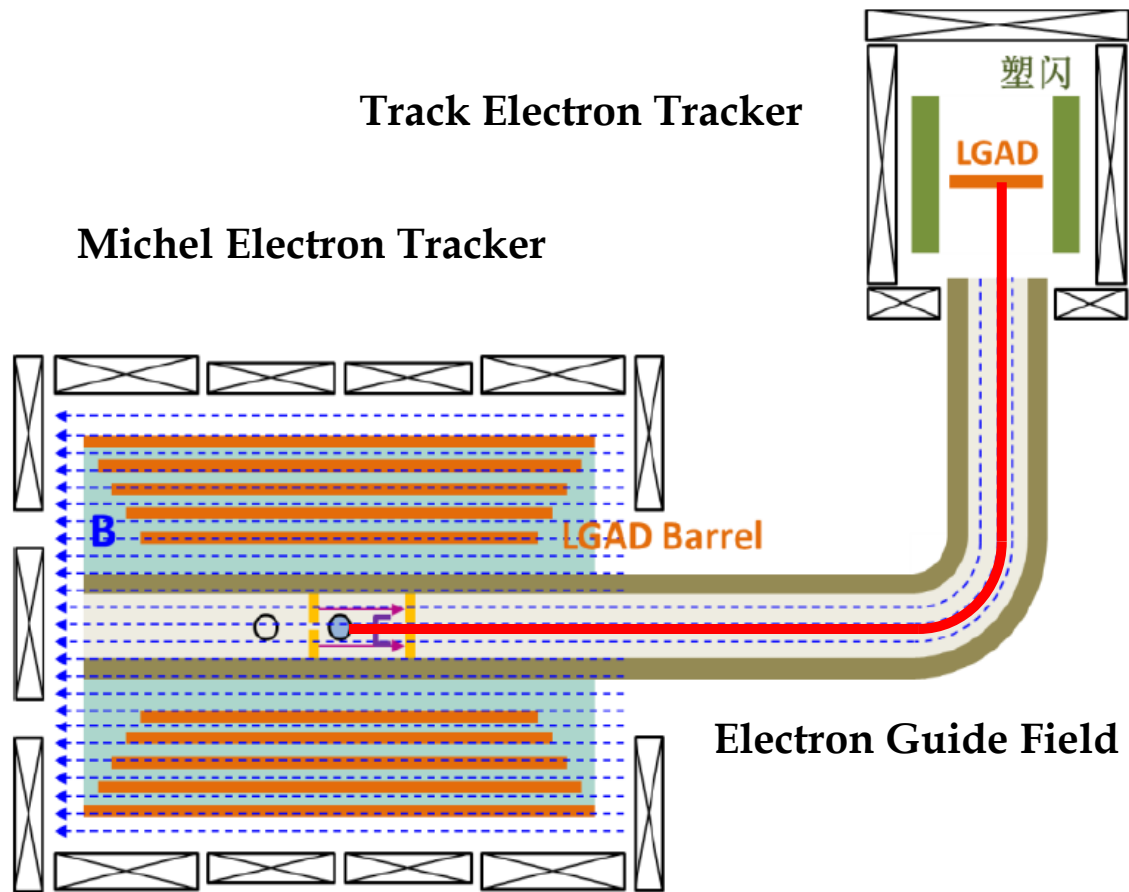 塑闪
Track Electron Tracker
LGAD
Michel Electron Tracker
B
LGAD Barrel
E
Electron Guide Field